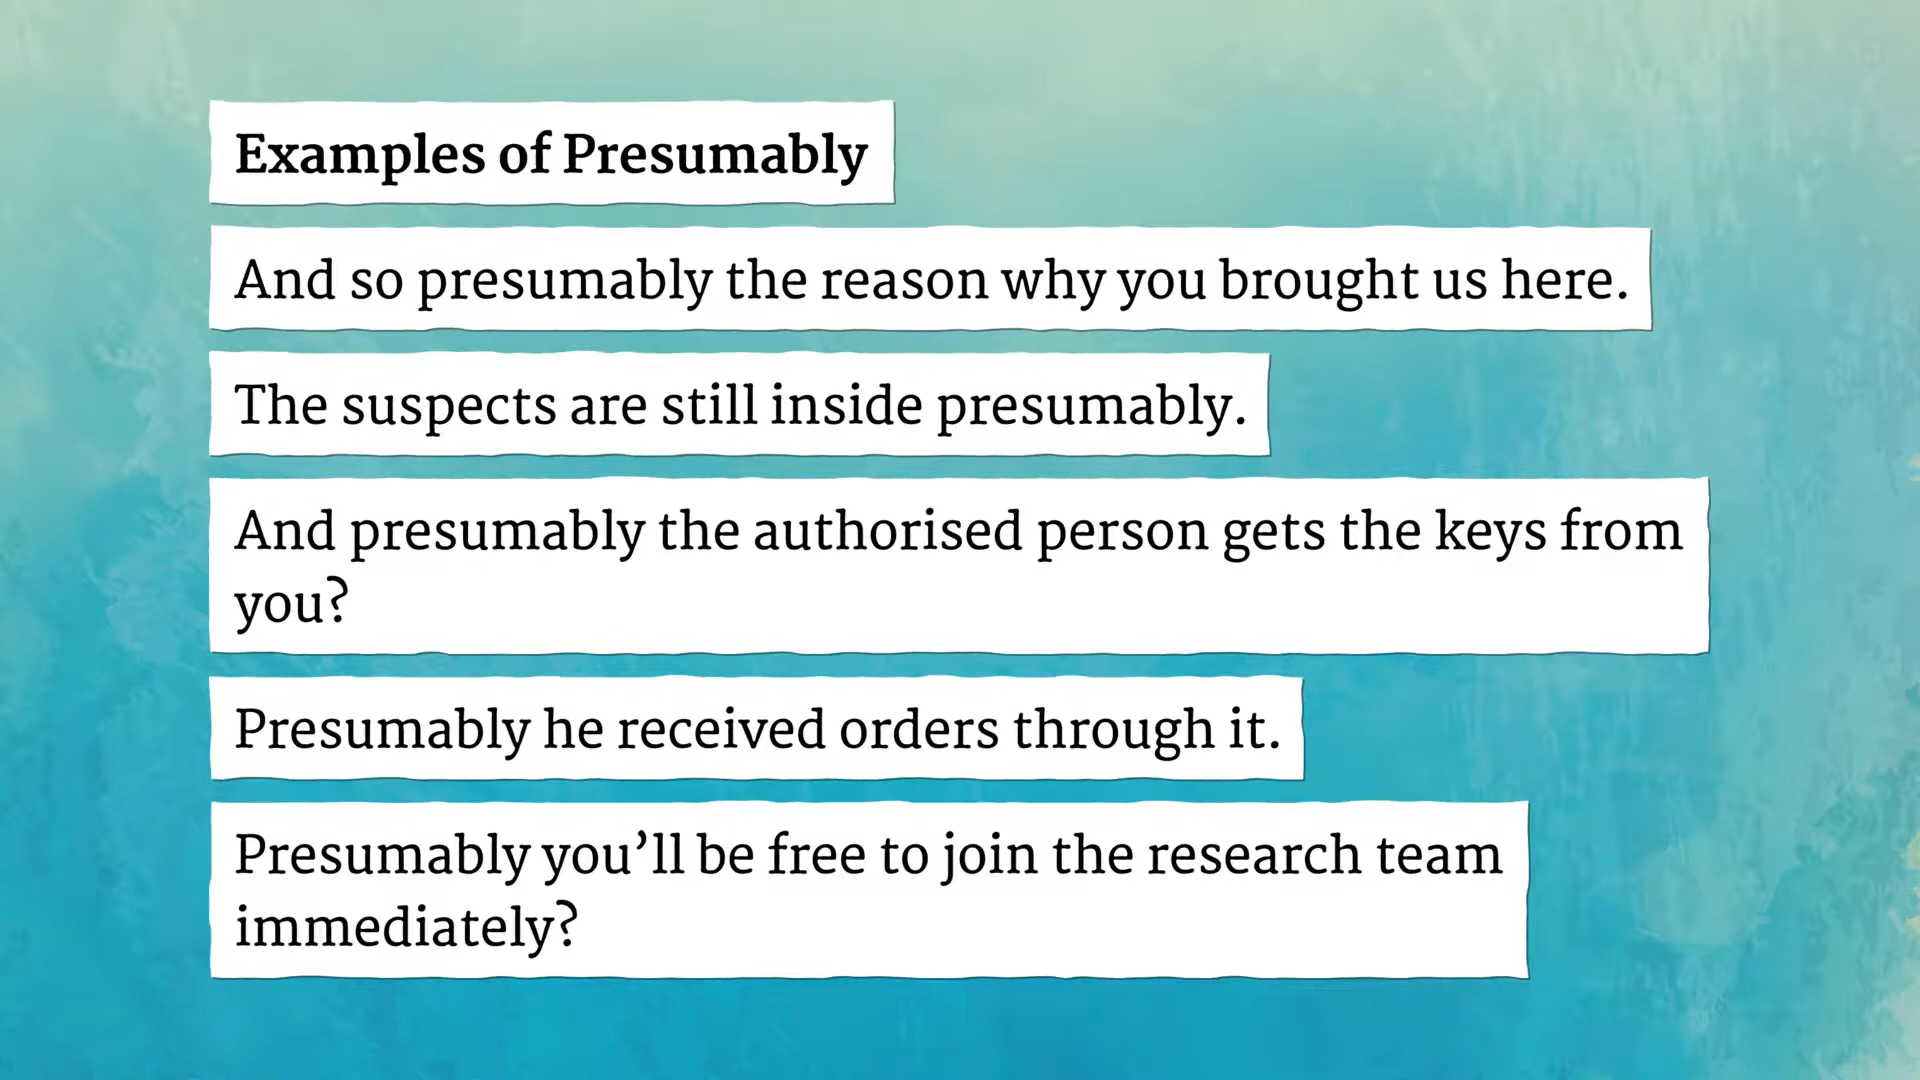 Examples of Presumably
And so presumably the reason why you brought us here.
The suspects are still inside presumably.
And presumably the authorised person gets the keys from
you?
Presumably he received orders through it.
Presumably you’ll be free to join the research team
immediately?